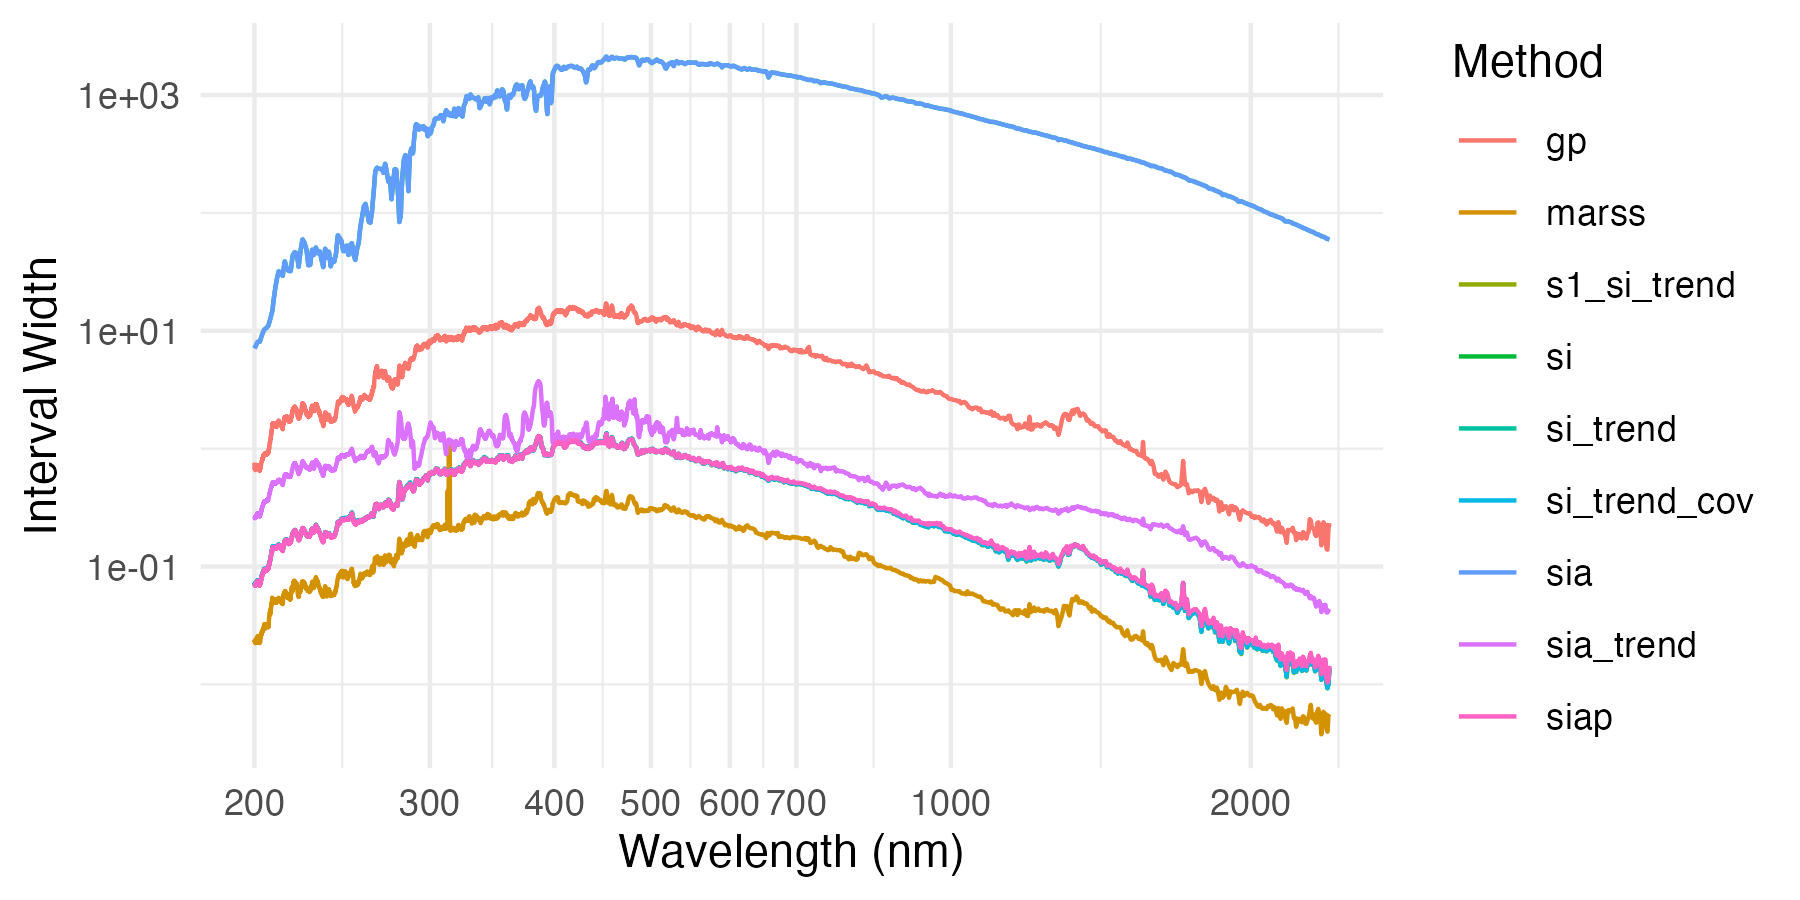 Interval Width
1e+03
1e+01
1e-01
200 300 400 500 600 700 1000 2000
Wavelength (nm)
Method
gp
marss
s1_si_trend
si
si_trend
si_trend_cov
sia
sia_trend
siap